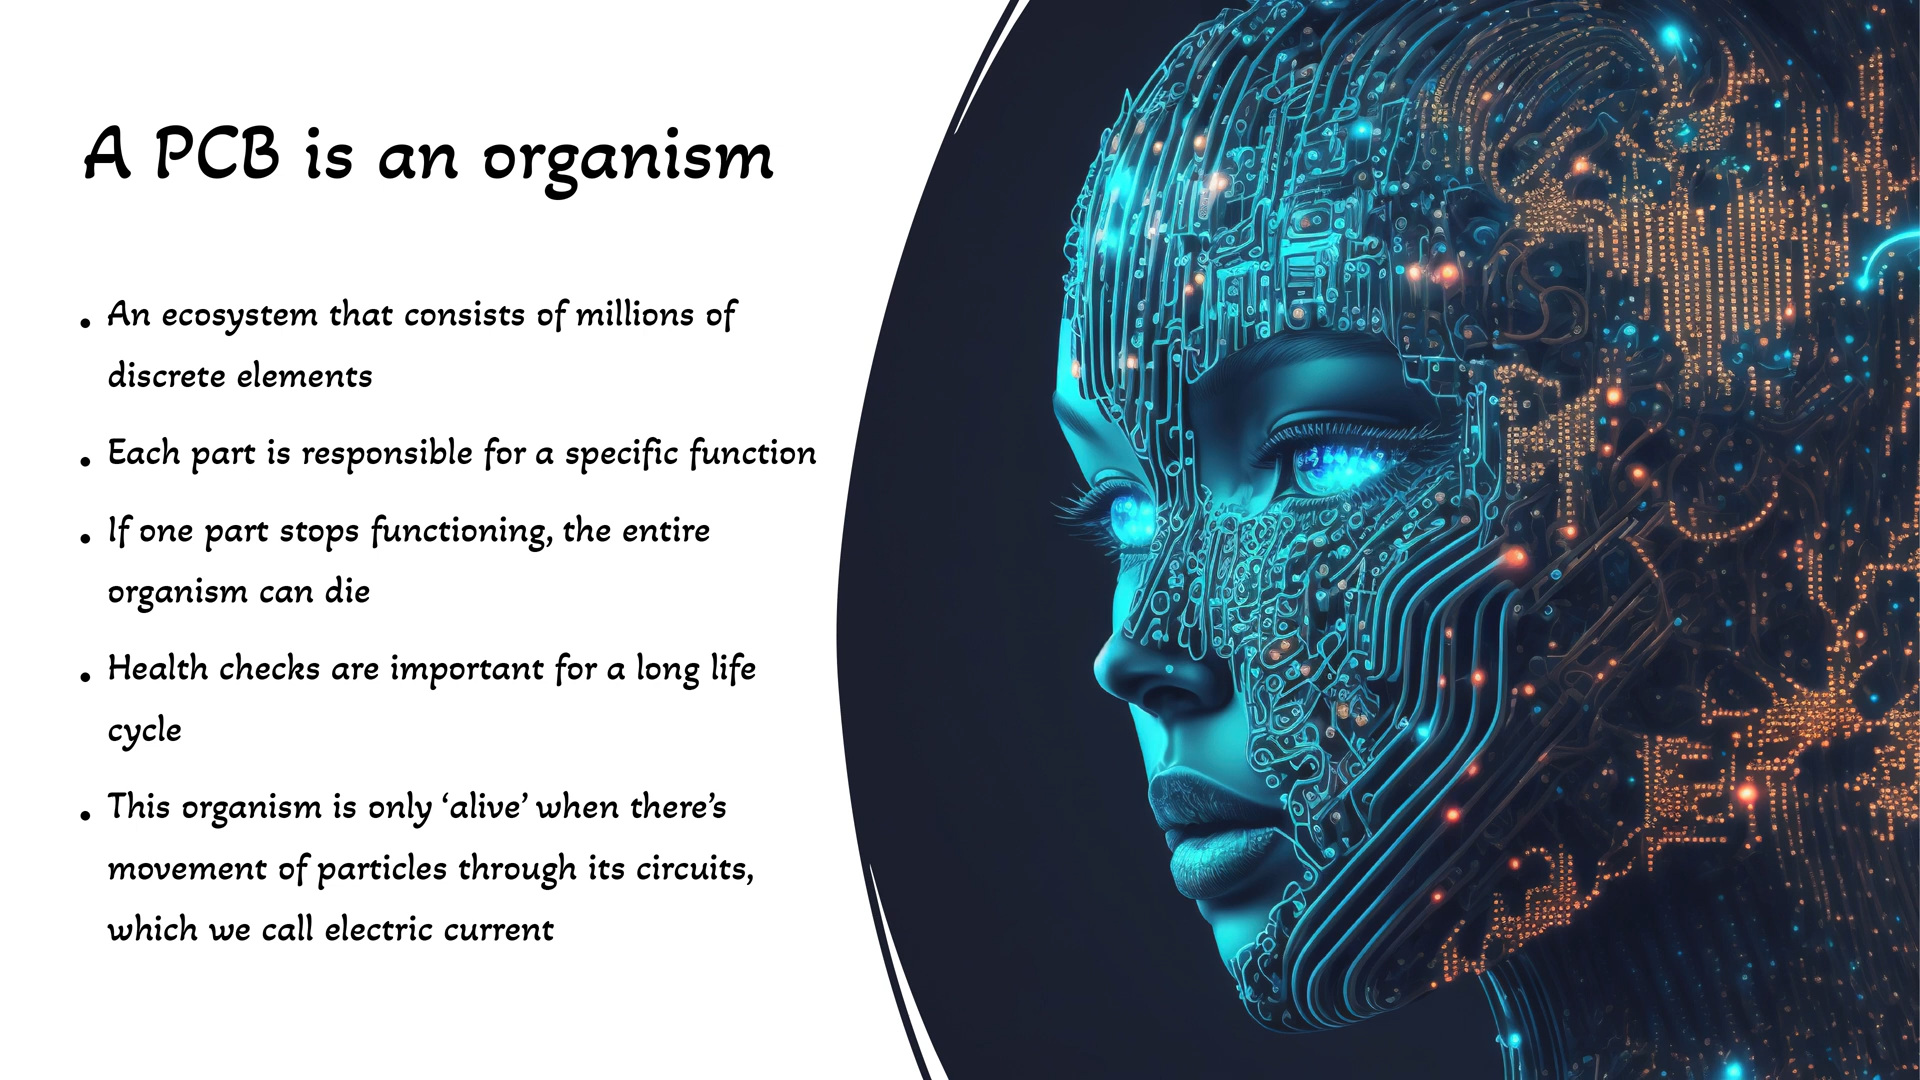 A PCB is an organism
• An ecosystem that consists of millions of
discrete elements
• Each part is responsible for a specific function
• If one part stops functioning, the entire
organism can die
• Health checks are important for a long life
cycle
• This organism is only ‘alive’ when there’s
movement of particles through its circuits,
which we call electric current